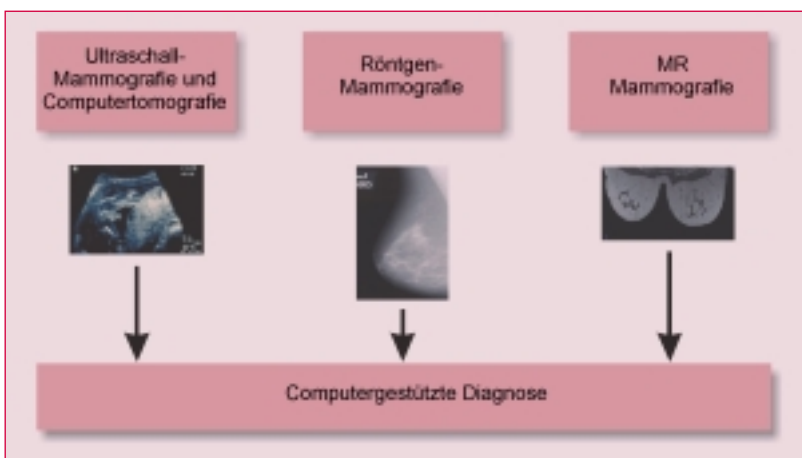 Ultraschall-
Mammografie und
Computertomografie
Röntgen-
Mammografie
MR
Mammografie
Computergestützte Diagnose